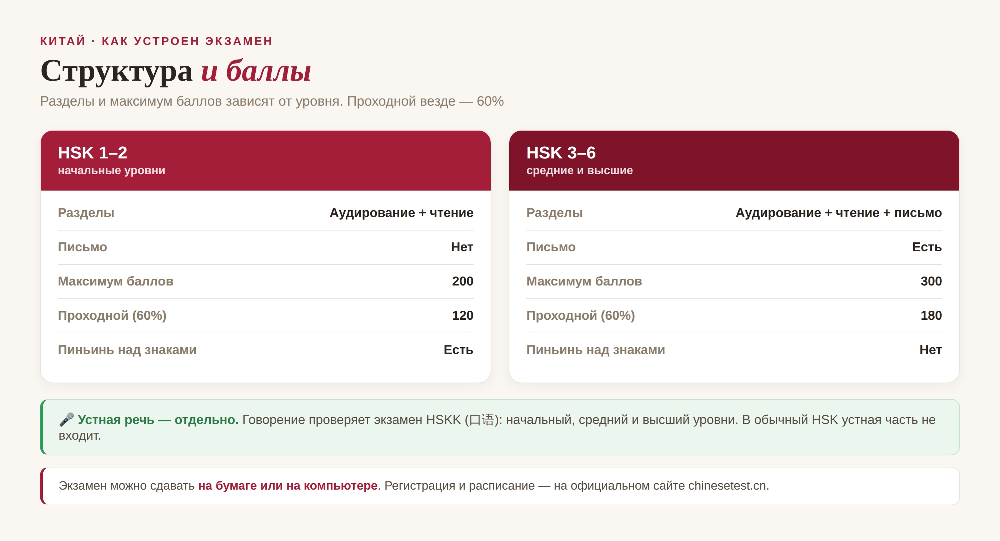 КИТАЙ · КАК УСТРОЕН ЭКЗАМЕН
Структура и баллы
Разделы и максимум баллов зависят от уровня. Проходной везде — 60%
HSK 1–2
начальные уровни
Разделы Аудирование + чтение
Письмо Нет
Максимум баллов 200
Проходной (60%) 120
Пиньинь над знаками Есть
HSK 3–6
средние и высшие
Разделы Аудирование + чтение + письмо
Письмо Есть
Максимум баллов 300
Проходной (60%) 180
Пиньинь над знаками Нет
🎤 Устная речь — отдельно. Говорение проверяет экзамен HSKK (口语): начальный, средний и высший уровни. В обычный HSK устная часть не
входит.
Экзамен можно сдавать на бумаге или на компьютере. Регистрация и расписание — на официальном сайте chinesetest.cn.